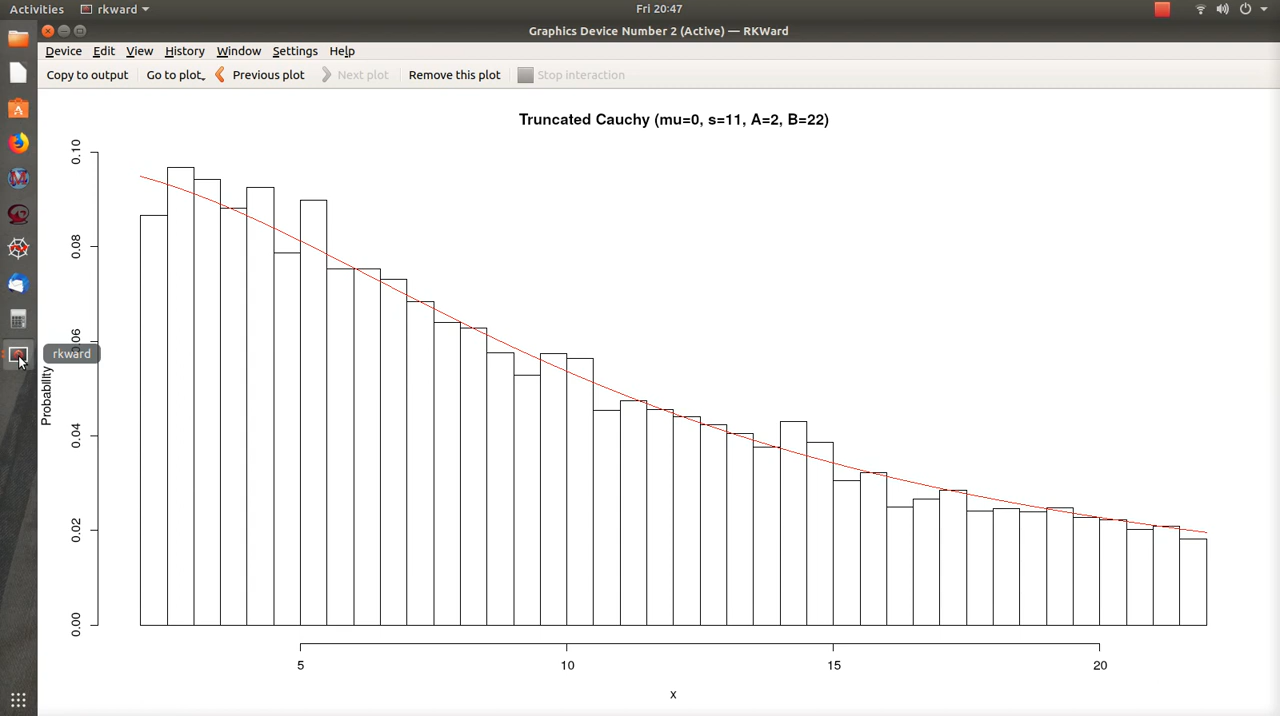 Activities rkward Fri 20:47
Graphics Device Number 2 (Active) — RKWard
Device Edit View History Window Settings Help
Copy to output Go to plot Previous plot Next plot Remove this plot Stop interaction
Truncated Cauchy (mu=0, s=11, A=2, B=22)
0.10
0.08
0.06
0.04
0.02
0.00
Probability
rkward
5 10 15 20
x